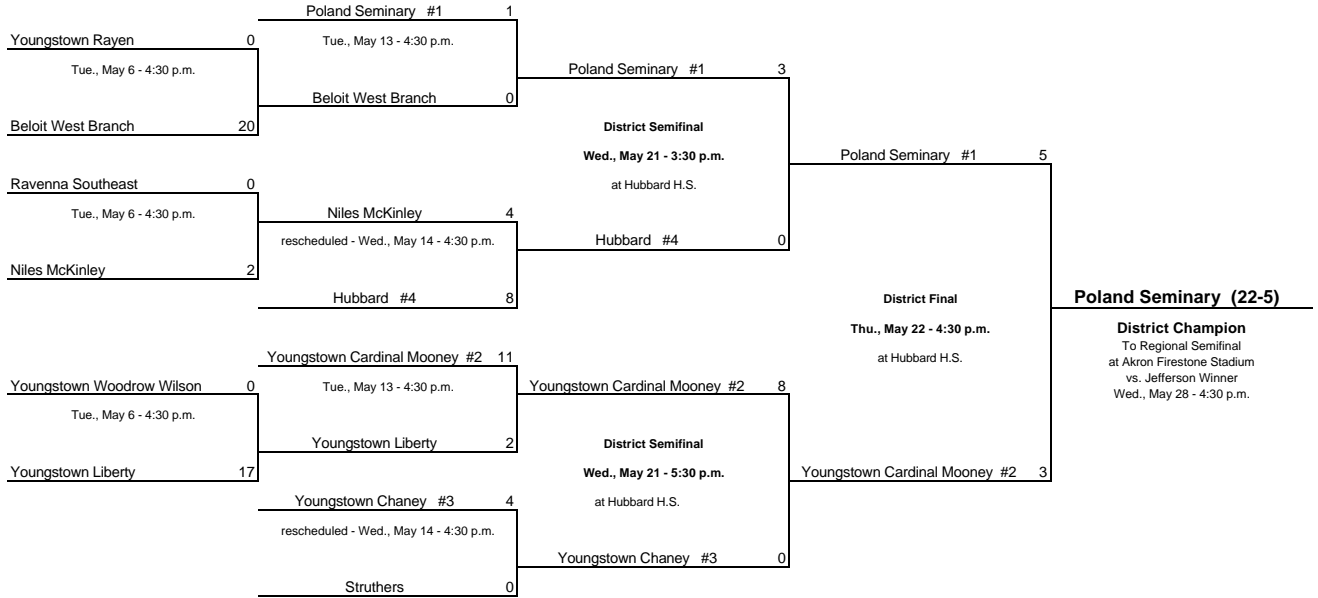 Poland Seminary #1 1
Youngstown Rayen 0
Tue., May 13 - 4:30 p.m.
Tue., May 6 - 4:30 p.m.
Poland Seminary #1 3
Beloit West Branch 0
Beloit West Branch 20
District Semifinal
Wed., May 21 - 3:30 p.m.
Poland Seminary #1 5
Ravenna Southeast 0
at Hubbard H.S.
Tue., May 6 - 4:30 p.m.
Niles McKinley 4
rescheduled - Wed., May 14 - 4:30 p.m.
Hubbard #4 0
Niles McKinley 2
Hubbard #4 8
District Final
Poland Seminary (22-5)
Thu., May 22 - 4:30 p.m.
District Champion
To Regional Semifinal
at Hubbard H.S.
Youngstown Cardinal Mooney #2 11
at Akron Firestone Stadium
vs. Jefferson Winner
Youngstown Woodrow Wilson 0
Tue., May 13 - 4:30 p.m.
Youngstown Cardinal Mooney #2 8
Wed., May 28 - 4:30 p.m.
Tue., May 6 - 4:30 p.m.
Youngstown Liberty 2
District Semifinal
Youngstown Liberty 17
Wed., May 21 - 5:30 p.m.
Youngstown Cardinal Mooney #2 3
Youngstown Chaney #3 4
at Hubbard H.S.
rescheduled - Wed., May 14 - 4:30 p.m.
Youngstown Chaney #3 0
Struthers 0